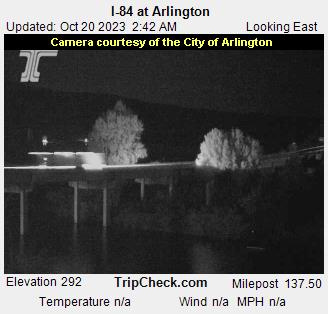 I-84 at Arlington
Updated: Oct 20 2023 2:42 AM Looking East
Camera courtesy of the City of Arlington
Elevation 292 TripCheck.com Milepost 137.50
Temperature n/a Wind n/a MPH n/a